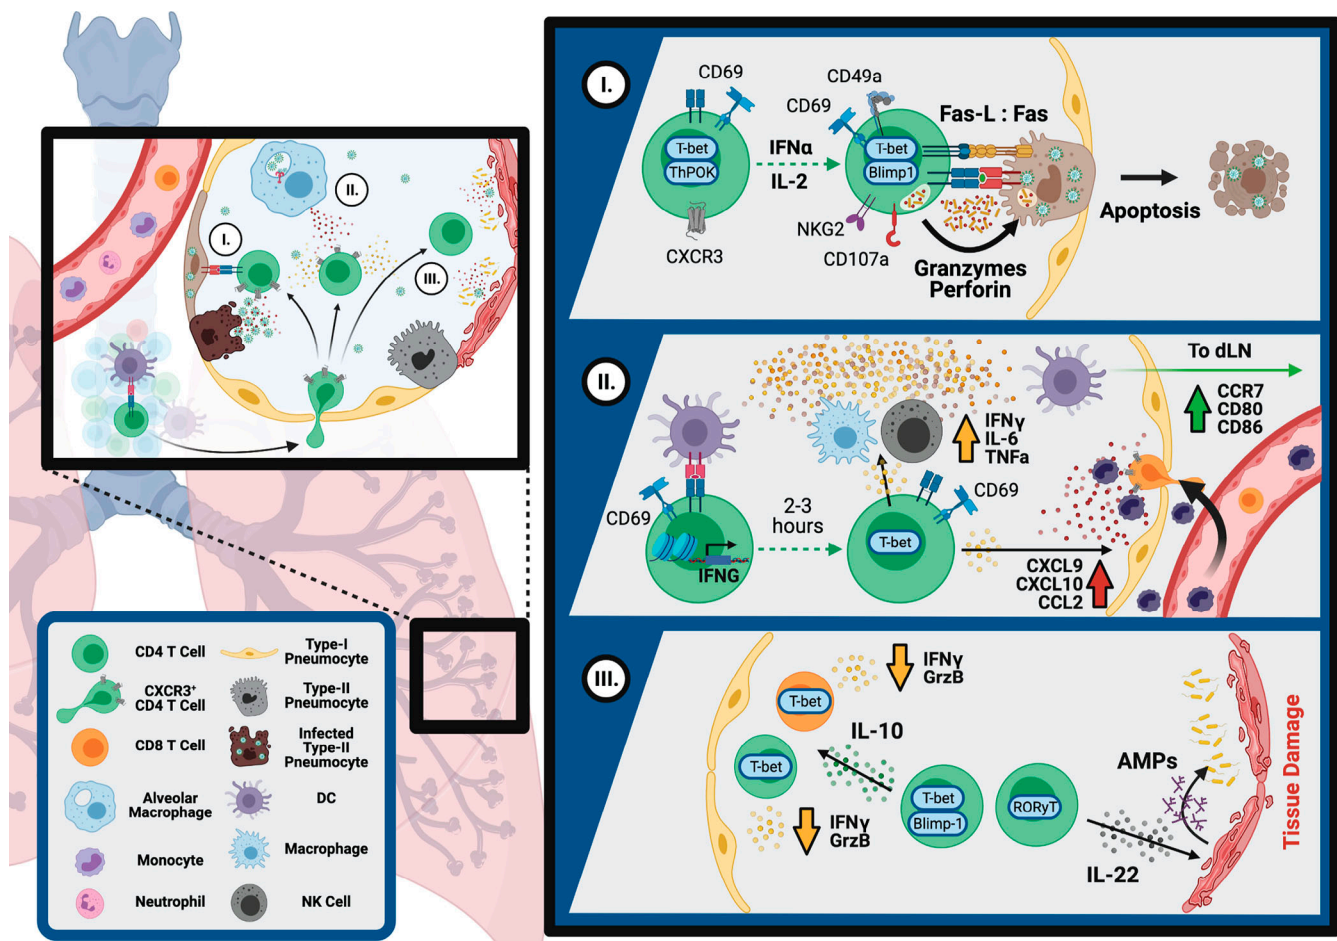 I.
II.
III.
CD4 T Cell
CXCR3+
CD4 T Cell
CD8 T Cell
Alveolar
Macrophage
Monocyte
Neutrophil
Type-I
Pneumocyte
Type-II
Pneumocyte
Infected
Type-II
Pneumocyte
DC
Macrophage
NK Cell
I.
CD69
T-bet
ThPOK
CXCR3
IFNα
IL-2
CD49a
CD69
T-bet
Blimp1
NKG2
CD107a
Fas-L : Fas
Granzymes
Perforin
Apoptosis
II.
CD69
IFNG
2-3
hours
T-bet
CD69
IFNγ
IL-6
TNFa
To dLN
CCR7
CD80
CD86
CXCL9
CXCL10
CCL2
III.
T-bet
IFNγ
GrzB
T-bet
IFNγ
GrzB
IL-10
T-bet
Blimp-1
RORyT
IL-22
AMPs
Tissue Damage